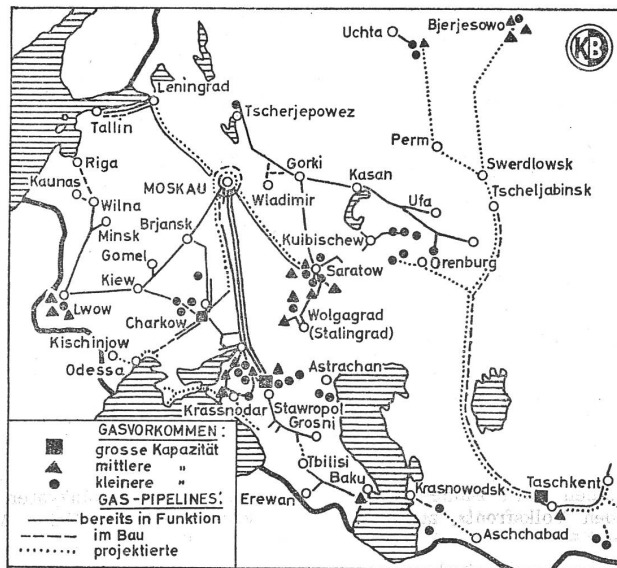 Uchta
Bjerjesowo
KB
Leningrad
Tscherjepowez
Tallin
Perm
Riga
Gorki
Kasan
Swerdlowsk
Kaunas
MOSKAU
Tscheljabinsk
Wilna
Wladimir
Ufa
Minsk
Brjansk
Kuibischew
Gomel
Orenburg
Saratow
Kiew
Lwow
Wolgagrad
(Stalingrad)
Charkow
Kischinjow
Odessa
Astrachan
Krassnodar
Stawropol
Grosni
GASVORKOMMEN:
grosse Kapazität
mittlere "
kleinere "
GAS-PIPELINES:
bereits in Funktion
im Bau
projektierte
Tbilisi
Baku
Krasnowodsk
Taschkent
Erewan
Aschchabad